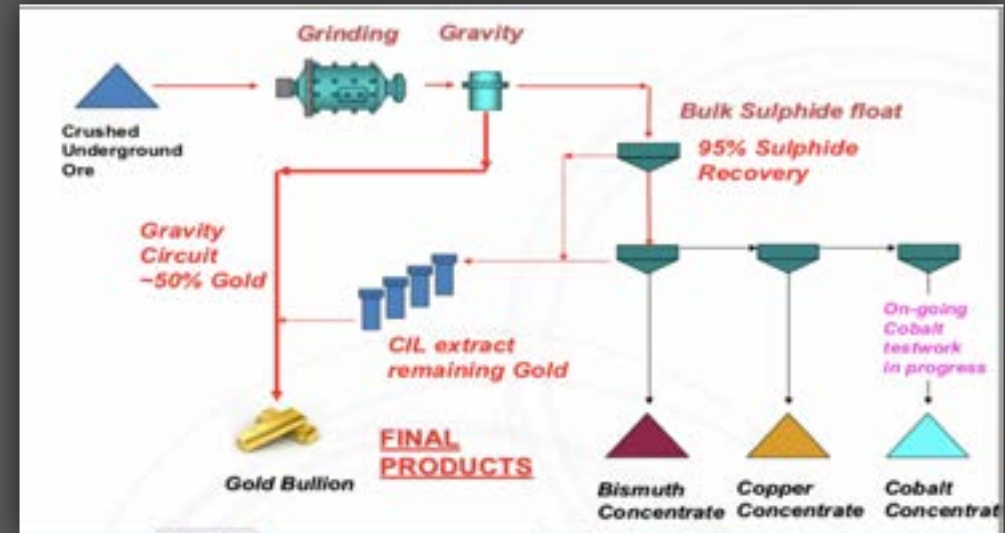 Grinding
Gravity
Crushed
Underground
Ore
Bulk Sulphide float
95% Sulphide
Recovery
Gravity
Circuit
~50% Gold
CIL extract
remaining Gold
On-going
Cobalt
testwork
in progress
Gold Bullion
FINAL
PRODUCTS
Bismuth
Concentrate
Copper
Concentrate
Cobalt
Concentrat